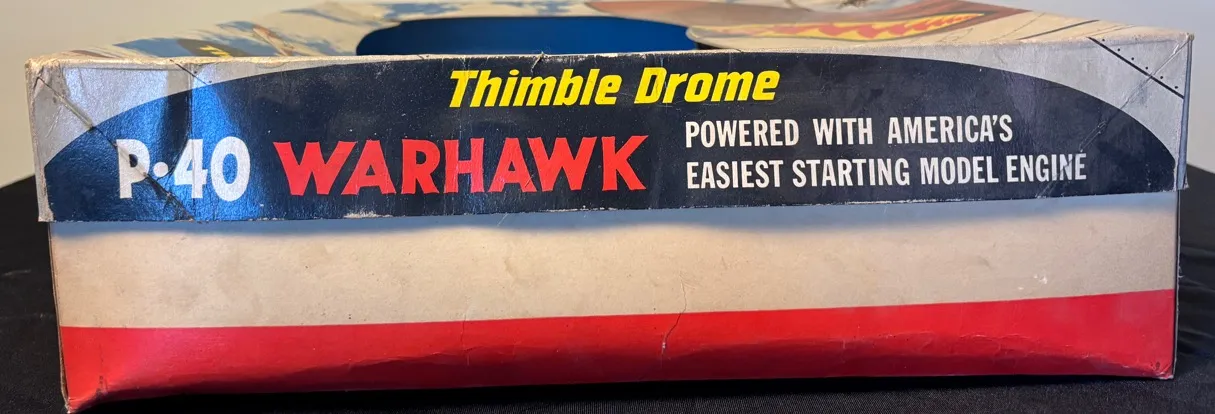 Thimble Drome
P-40 WARHAWK
POWERED WITH AMERICA'S
EASIEST STARTING MODEL ENGINE